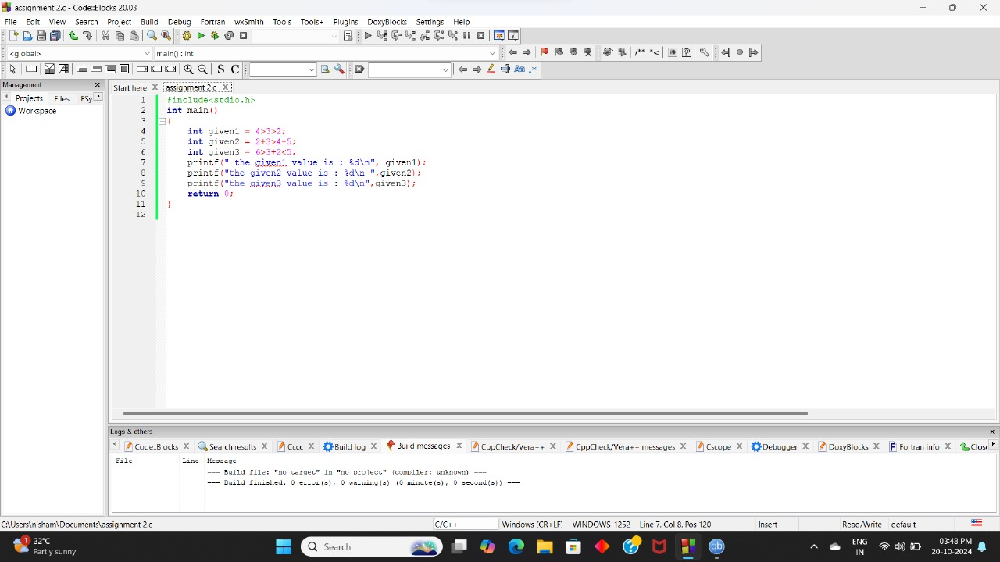 assignment 2.c - Code::Blocks 20.03
File Edit View Search Project Build Debug Fortran wxSmith Tools Tools+ Plugins DoxyBlocks Settings Help
<global> main() : int
/** *<
S C Aa .*
Management
Projects Files FSy
Workspace
Start here assignment 2.c
1 #include<stdio.h>
2 int main()
3 {
4 int given1 = 4>3>2;
5 int given2 = 2+3>4+5;
6 int given3 = 6>3+2<5;
7 printf(" the given1 value is : %d\n", given1);
8 printf("the given2 value is : %d\n ",given2);
9 printf("the given3 value is : %d\n",given3);
10 return 0;
11 }
12
Logs & others
Code::Blocks Search results Cccc Build log Build messages CppCheck/Vera++ CppCheck/Vera++ messages Cscope Debugger DoxyBlocks Fortran info Close
File Line Message
=== Build file: "no target" in "no project" (compiler: unknown) ===
=== Build finished: 0 error(s), 0 warning(s) (0 minute(s), 0 second(s)) ===
C:\Users\nisham\Documents\assignment 2.c C/C++ Windows (CR+LF) WINDOWS-1252 Line 7, Col 8, Pos 120 Insert Read/Write default
1 32°C
Partly sunny
Search
qb
ENG
IN
03:48 PM
20-10-2024